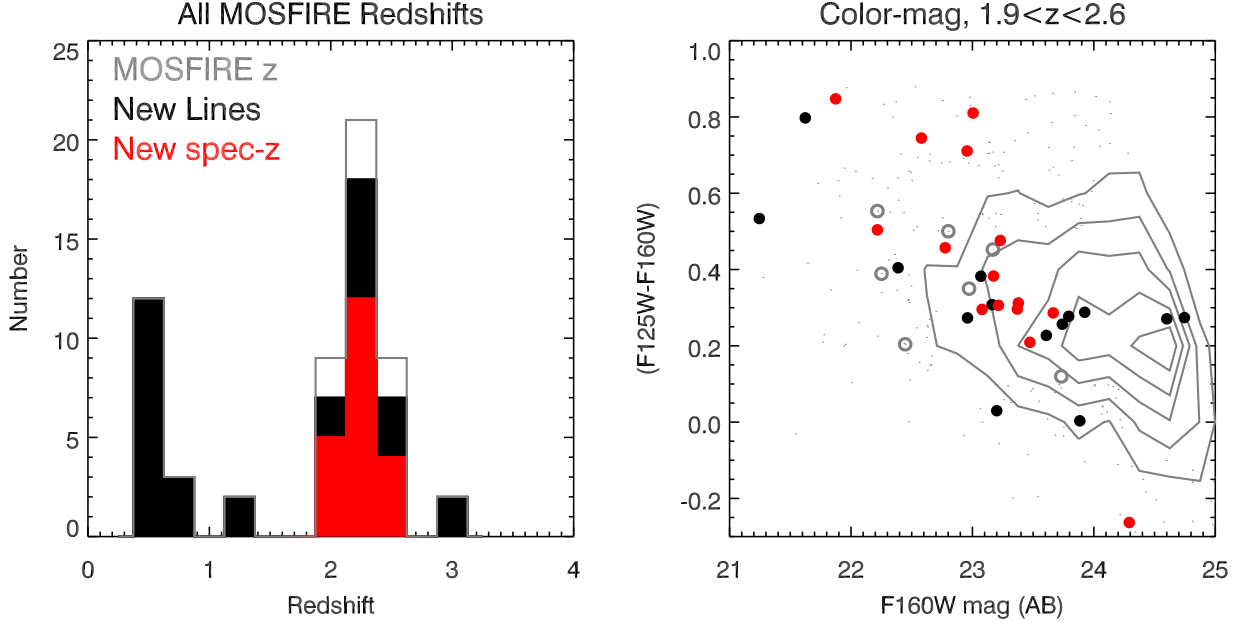 All MOSFIRE Redshifts
MOSFIRE z
New Lines
New spec-z
25
20
15
10
5
0
Number
0 1 2 3 4
Redshift
Color-mag, 1.9<z<2.6
1.0
0.8
0.6
0.4
0.2
0.0
-0.2
(F125W-F160W)
21 22 23 24 25
F160W mag (AB)